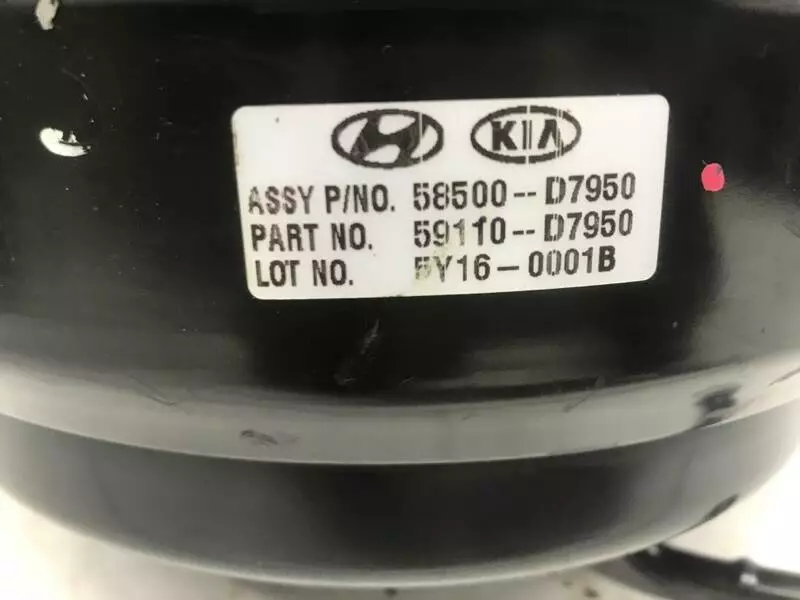 KIA
ASSY P/NO. 58500-- D7950
PART NO. 59110-- D7950
LOT NO. 5Y16-0001B